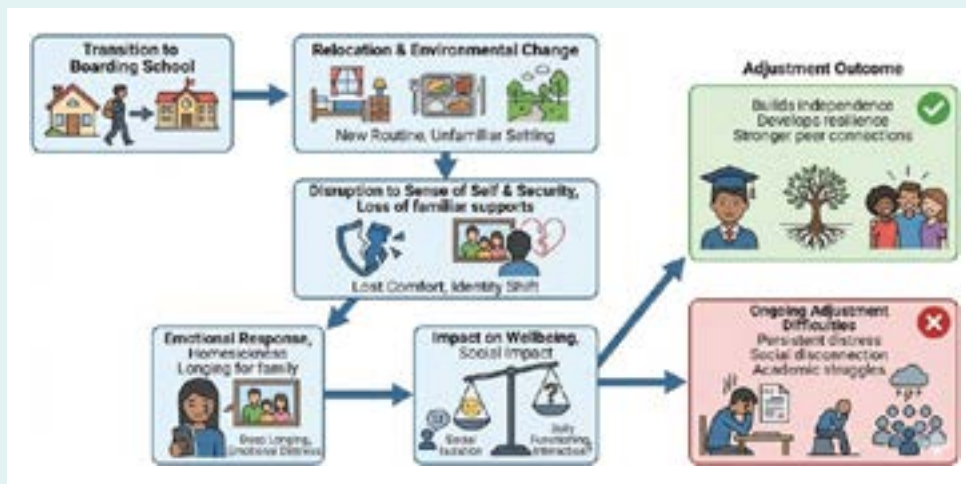 Transition to
Boarding School
Relocation & Environmental Change
New Routine, Unfamiliar Setting
Disruption to Sense of Self & Security,
Loss of familiar supports
Lost Comfort, Identity Shift
Emotional Response,
Homesickness
Longing for family
Deep Longing,
Emotional Distress
Impact on Wellbeing,
Social Impact
Social
Isolation
Daily
Functioning,
Interaction
Adjustment Outcome
Builds independence
Develops resilience
Stronger peer connections
Ongoing Adjustment
Difficulties
Persistent distress
Social disconnection
Academic struggles